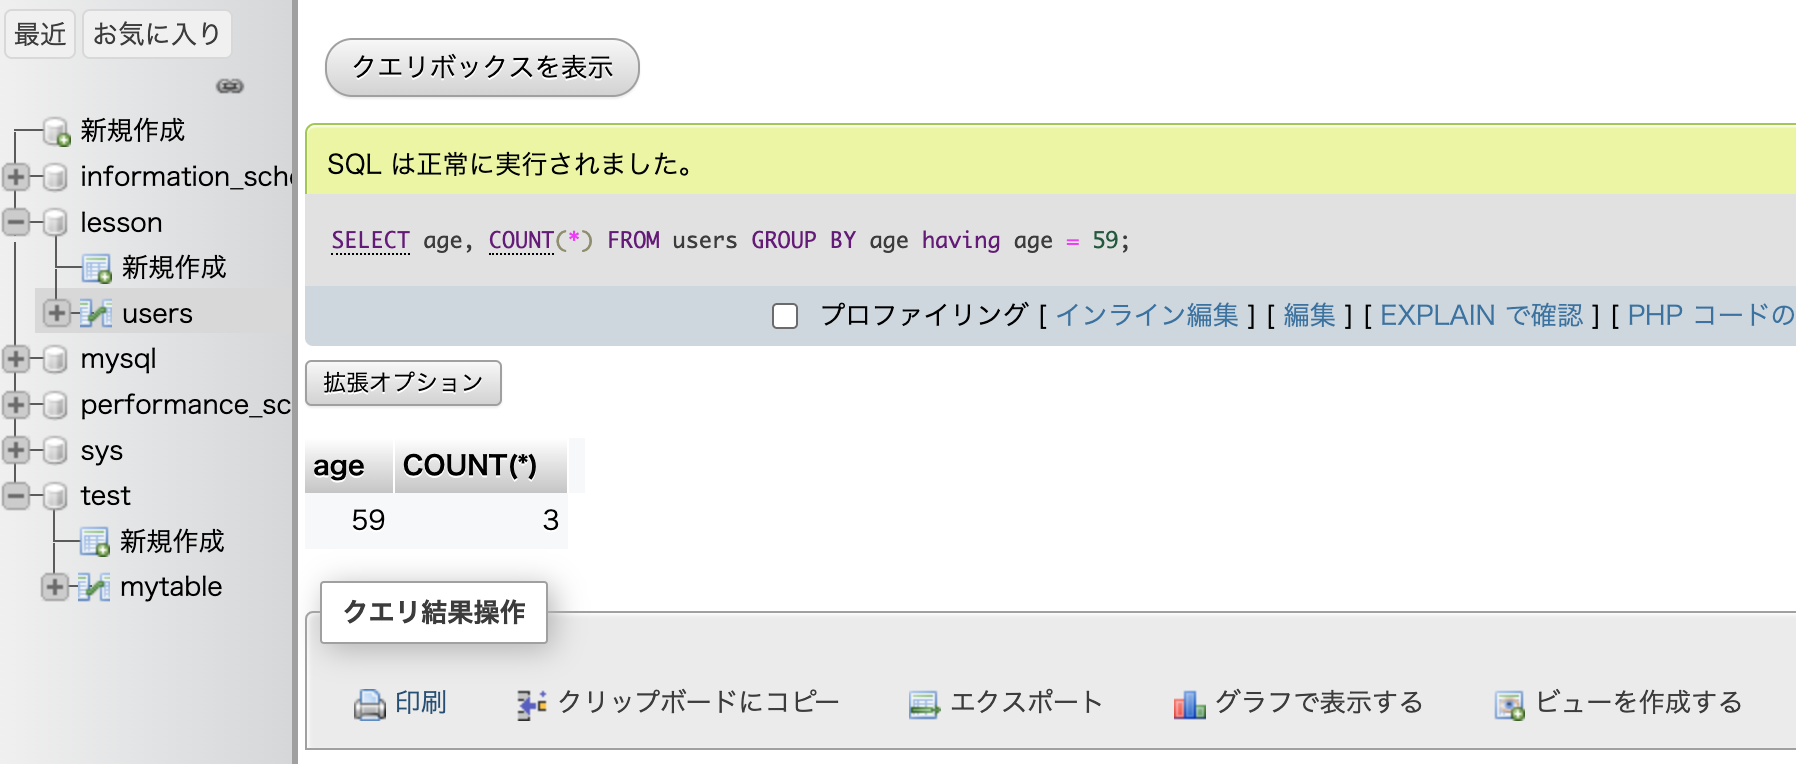 最近 お気に入り
新規作成
information_sch
lesson
新規作成
users
mysql
performance_sc
sys
test
新規作成
mytable
クエリボックスを表示
SQL は正常に実行されました。
SELECT age, COUNT(*) FROM users GROUP BY age having age = 59;
プロファイリング [ インライン編集 ] [ 編集 ] [ EXPLAIN で確認 ] [ PHP コードの
拡張オプション
age COUNT(*)
59 3
クエリ結果操作
印刷 クリップボードにコピー エクスポート グラフで表示する ビューを作成する